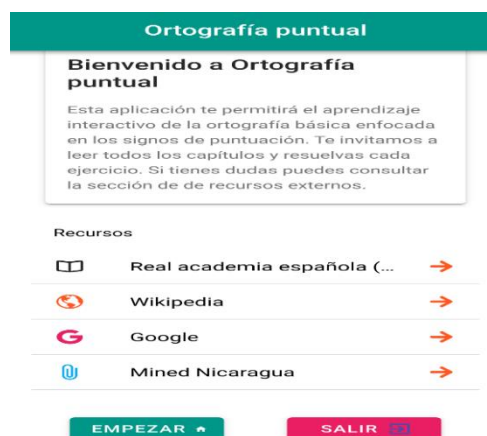 Ortografía puntual
Bienvenido a Ortografía
puntual
Esta aplicación te permitirá el aprendizaje
interactivo de la ortografía básica enfocada
en los signos de puntuación. Te invitamos a
leer todos los capítulos y resuelvas cada
ejercicio. Si tienes dudas puedes consultar
la sección de de recursos externos.
Recursos
Real academia española (...
Wikipedia
Google
Mined Nicaragua
EMPEZAR
SALIR